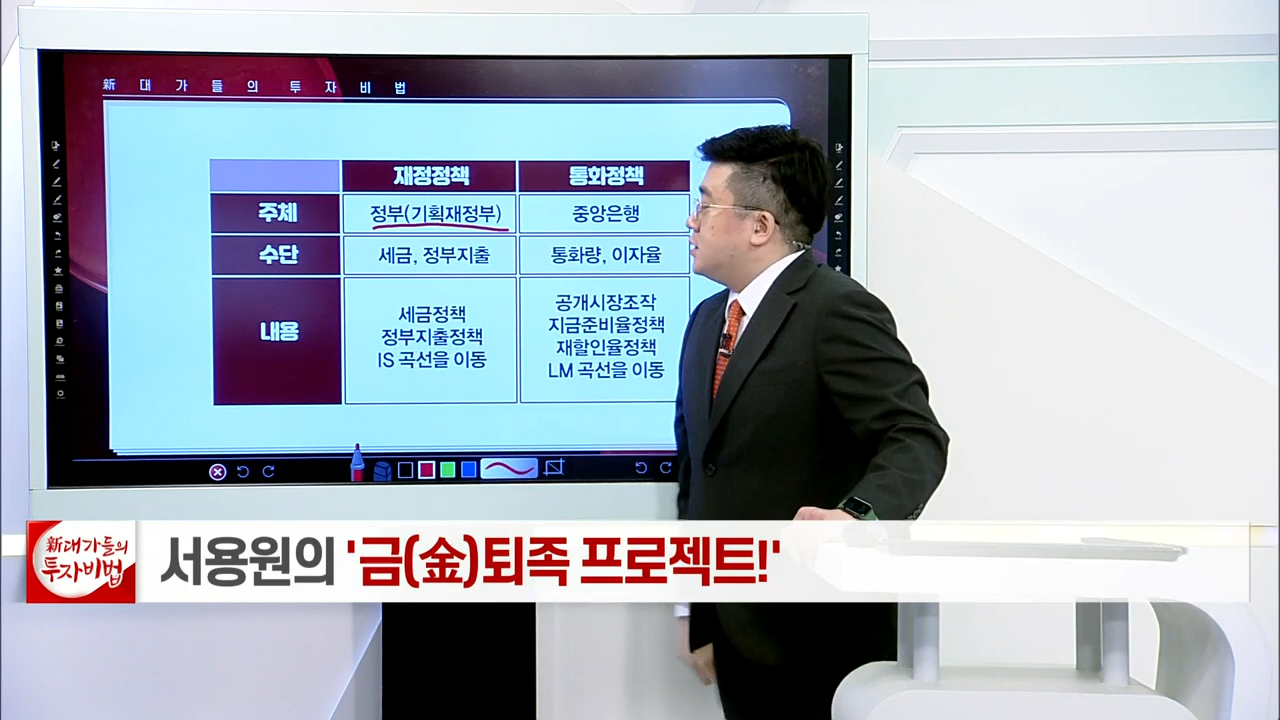 新 대 가 들 의 투 자 비 법
재정정책 통화정책
주체 정부(기획재정부) 중앙은행
수단 세금, 정부지출 통화량, 이자율
내용
세금정책
정부지출정책
IS 곡선을 이동
공개시장조작
지금준비율정책
재할인율정책
LM 곡선을 이동
新대가들의
투자비법
서용원의 '금(金)퇴족 프로젝트!'